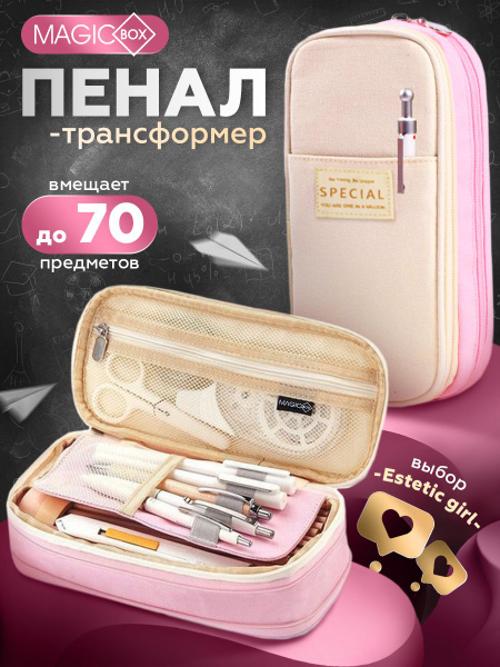 MAGIC BOX
ПЕНАЛ
-трансформер
вмещает
до 70
предметов
SPECIAL
YOU ARE ONE IN A MILLION.
MAGIC BOX
выбор
-Estetic girl-